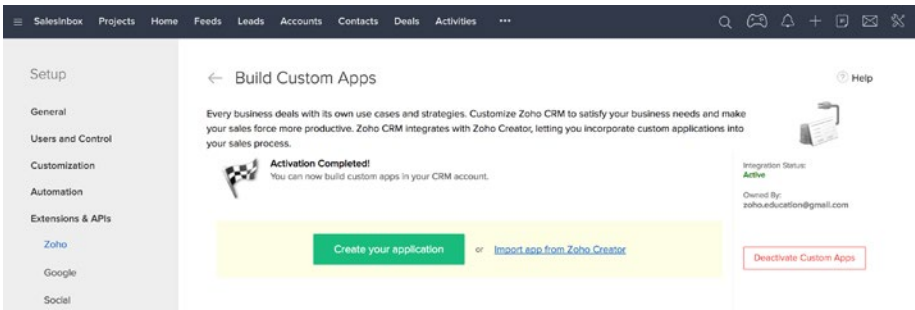 SalesInbox Projects Home Feeds Leads Accounts Contacts Deals Activities •••
Setup
General
Users and Control
Customization
Automation
Extensions & APIs
Zoho
Google
Social
← Build Custom Apps
? Help
Every business deals with its own use cases and strategies. Customize Zoho CRM to satisfy your business needs and make
your sales force more productive. Zoho CRM integrates with Zoho Creator, letting you incorporate custom applications into
your sales process.
Activation Completed!
You can now build custom apps in your CRM account.
Create your application or Import app from Zoho Creator
Integration Status:
Active
Owned By:
zoho.education@gmail.com
Deactivate Custom Apps